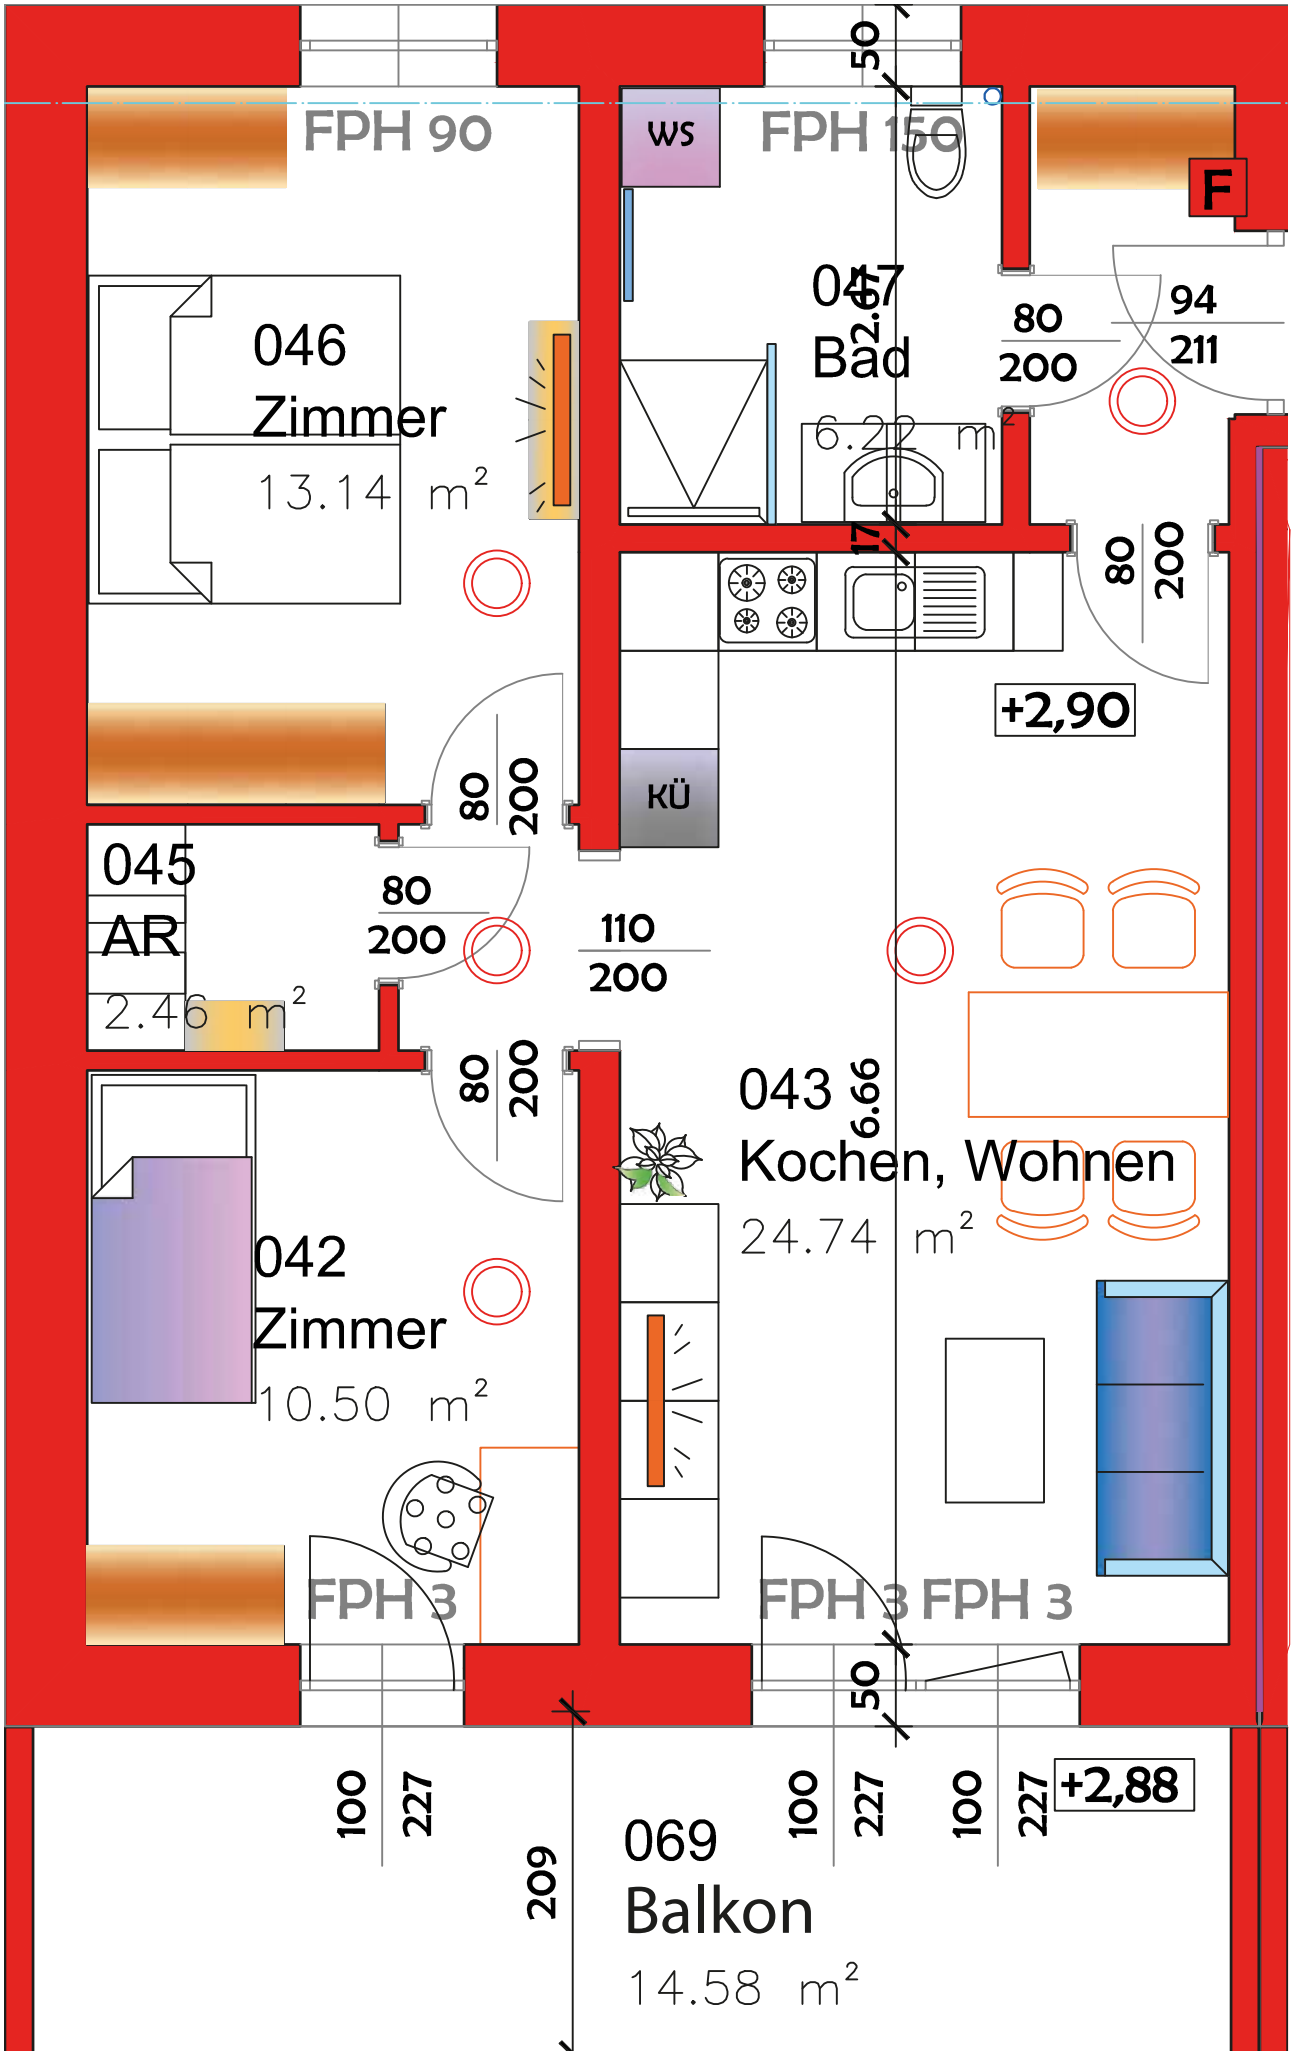 50
FPH 90
WS
FPH 150
F
046
Zimmer
13.14 m²
047
Bad
6.22 m²
2.67
80
200
94
211
17
80
200
+2,90
KÜ
80
200
045
AR
2.46 m²
80
200
110
200
80
200
043
Kochen, Wohnen
24.74 m²
6.66
042
Zimmer
10.50 m²
FPH 3
FPH 3
FPH 3
50
100
227
100
227
100
227
+2,88
209
069
Balkon
14.58 m²